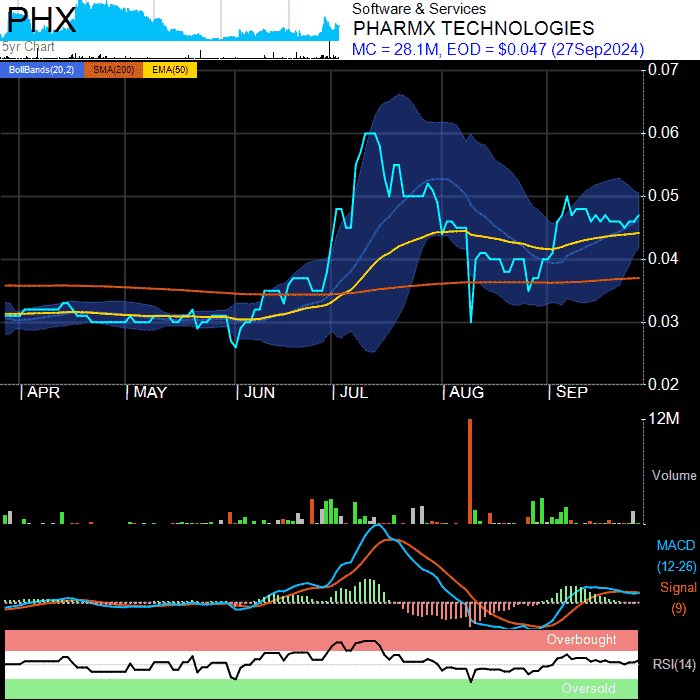 PHX
5yr Chart
Software & Services
PHARMX TECHNOLOGIES
MC = 28.1M, EOD = $0.047 (27Sep2024)
BollBands(20,2) SMA(200) EMA(50)
0.07
0.06
0.05
0.04
0.03
0.02
APR MAY JUN JUL AUG SEP
12M
Volume
MACD
(12-26)
Signal
(9)
Overbought
RSI(14)
Oversold